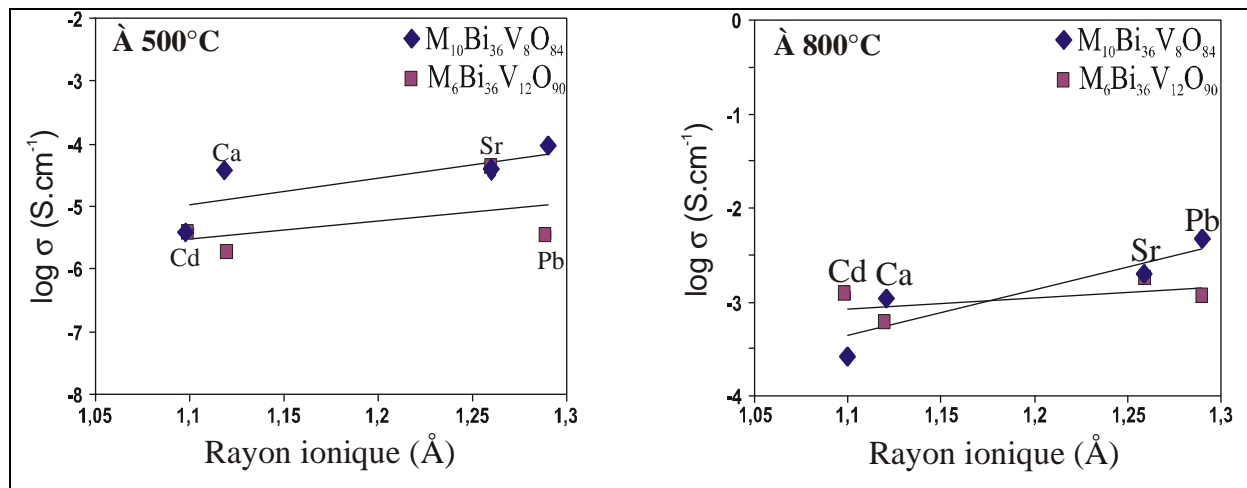 À 500°C
M₁₀Bi₃₆V₈O₈₄
M₆Bi₃₆V₁₂O₉₀
-2
-3
-4
-5
-6
-7
-8
log σ (S.cm⁻¹)
Ca
Sr
Cd
Pb
1,05 1,1 1,15 1,2 1,25 1,3
Rayon ionique (Å)
À 800°C
M₁₀Bi₃₆V₈O₈₄
M₆Bi₃₆V₁₂O₉₀
0
-1
-2
-3
-4
log σ (S.cm⁻¹)
Cd Ca
Sr
Pb
1,05 1,1 1,15 1,2 1,25 1,3
Rayon ionique (Å)